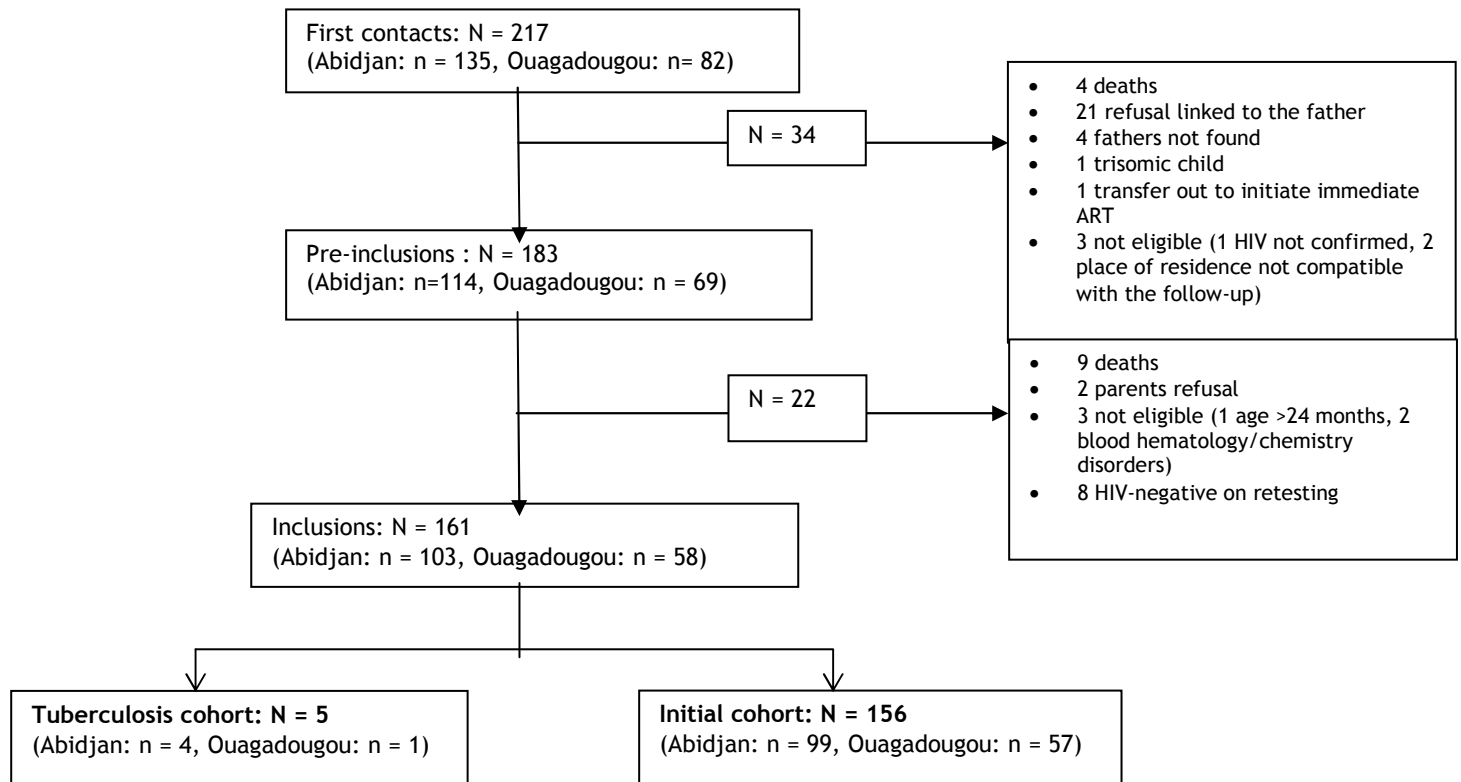 First contacts: N = 217
(Abidjan: n = 135, Ouagadougou: n= 82)
N = 34
• 4 deaths
• 21 refusal linked to the father
• 4 fathers not found
• 1 trisomic child
• 1 transfer out to initiate immediate
ART
• 3 not eligible (1 HIV not confirmed, 2
place of residence not compatible
with the follow-up)
Pre-inclusions : N = 183
(Abidjan: n=114, Ouagadougou: n = 69)
N = 22
• 9 deaths
• 2 parents refusal
• 3 not eligible (1 age >24 months, 2
blood hematology/chemistry
disorders)
• 8 HIV-negative on retesting
Inclusions: N = 161
(Abidjan: n = 103, Ouagadougou: n = 58)
Tuberculosis cohort: N = 5
(Abidjan: n = 4, Ouagadougou: n = 1)
Initial cohort: N = 156
(Abidjan: n = 99, Ouagadougou: n = 57)